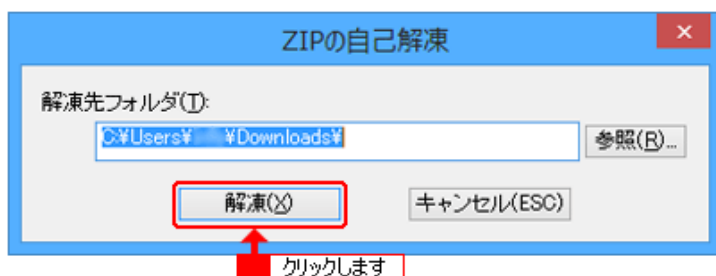 ZIPの自己解凍
解凍先フォルダ(T):
C:¥Users¥ ¥Downloads¥
参照(R)...
解凍(X)
キャンセル(ESC)
クリックします